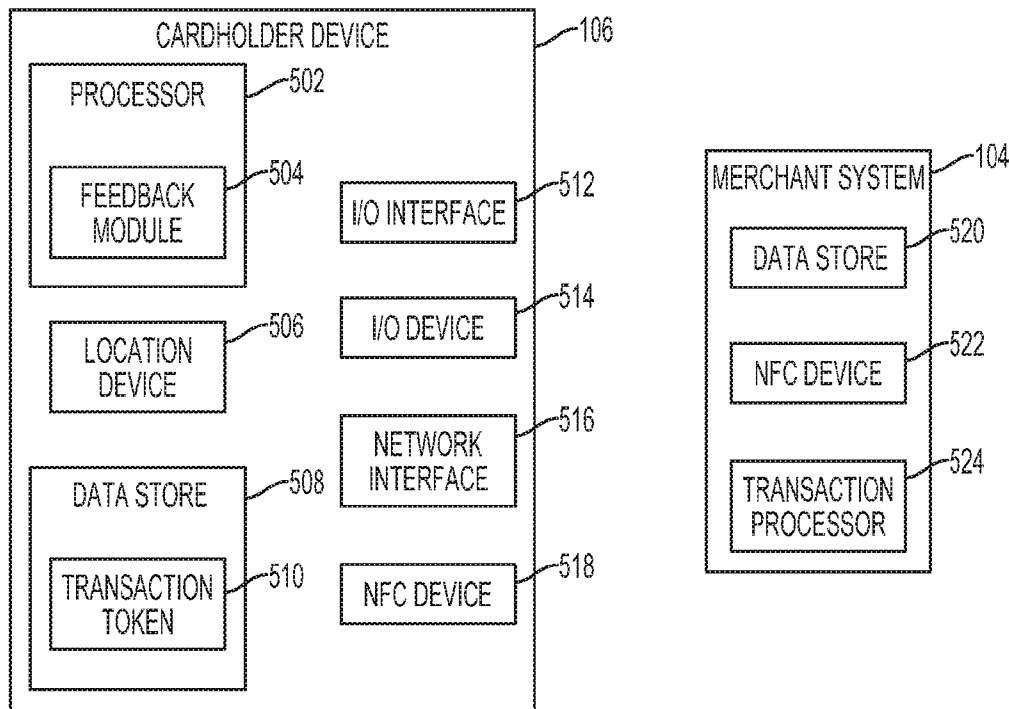 CARDHOLDER DEVICE
106
PROCESSOR
502
FEEDBACK
MODULE
504
LOCATION
DEVICE
506
DATA STORE
508
TRANSACTION
TOKEN
510
I/O INTERFACE
512
I/O DEVICE
514
NETWORK
INTERFACE
516
NFC DEVICE
518
MERCHANT SYSTEM
104
DATA STORE
520
NFC DEVICE
522
TRANSACTION
PROCESSOR
524